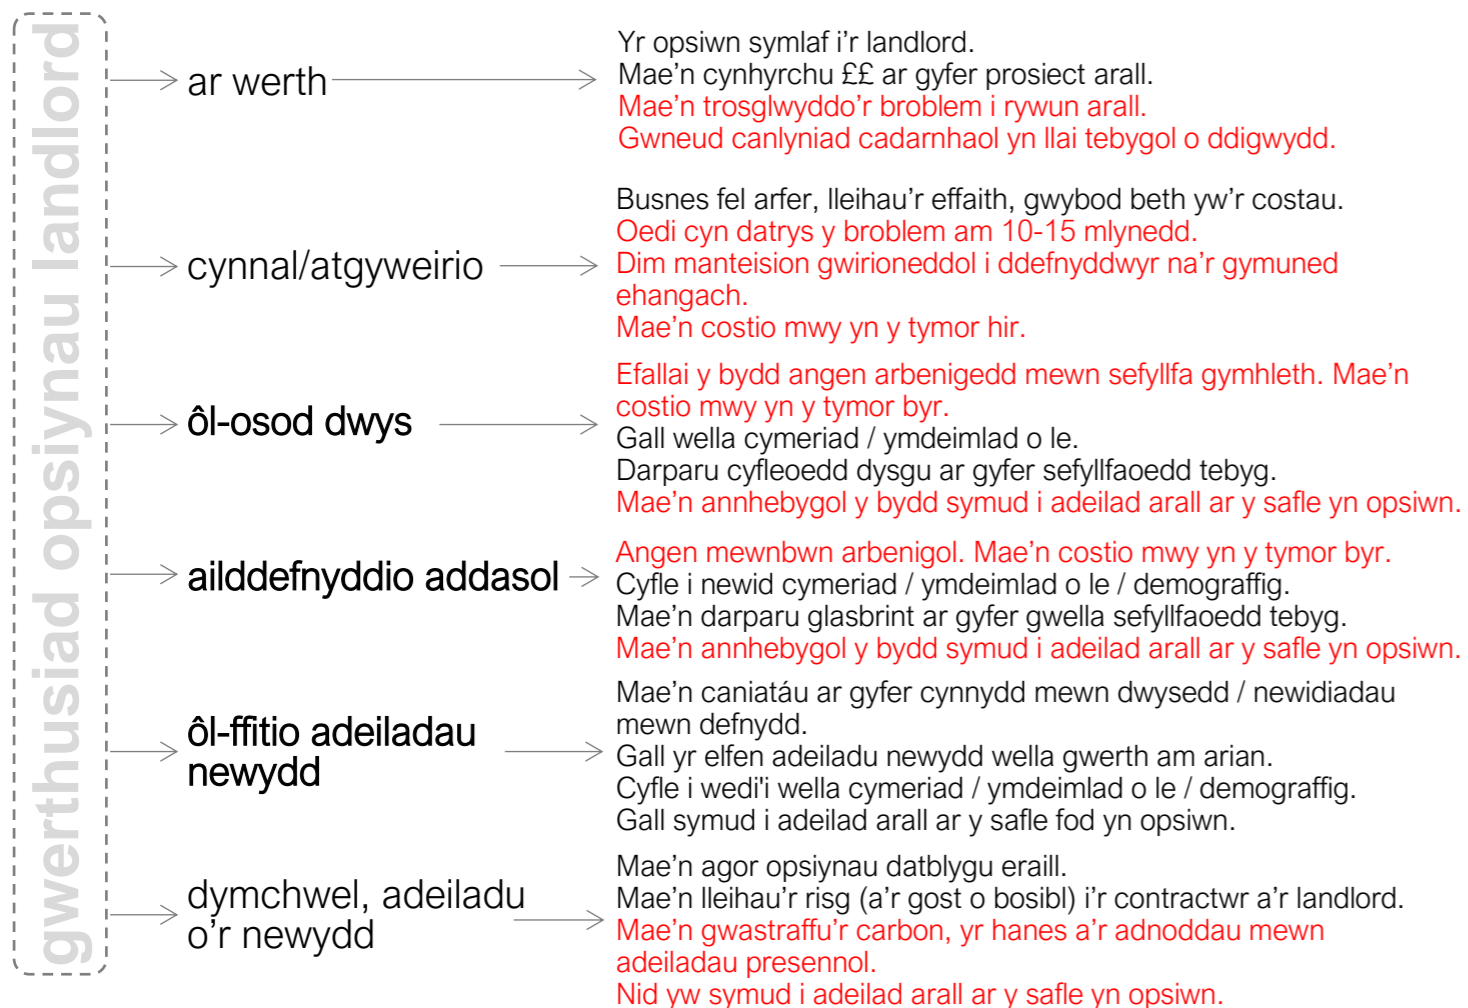 gwerthusiad opsiynau landlord
ar werth
Yr opsiwn symlaf i'r landlord.
Mae'n cynhyrchu ££ ar gyfer prosiect arall.
Mae'n trosglwyddo'r broblem i rywun arall.
Gwneud canlyniad cadarnhaol yn llai tebygol o ddigwydd.
cynnal/atgyweirio
Busnes fel arfer, lleihau'r effaith, gwybod beth yw'r costau.
Oedi cyn datrys y broblem am 10-15 mlynedd.
Dim manteision gwirioneddol i ddefnyddwyr na'r gymuned
ehangach.
Mae'n costio mwy yn y tymor hir.
ôl-osod dwys
Efallai y bydd angen arbenigedd mewn sefyllfa gymhleth. Mae'n
costio mwy yn y tymor byr.
Gall wella cymeriad / ymdeimlad o le.
Darparu cyfleoedd dysgu ar gyfer sefyllfaoedd tebyg.
Mae'n annhebygol y bydd symud i adeilad arall ar y safle yn opsiwn.
ailddefnyddio addasol
Angen mewnbwn arbenigol. Mae'n costio mwy yn y tymor byr.
Cyfle i newid cymeriad / ymdeimlad o le / demograffig.
Mae'n darparu glasbrint ar gyfer gwella sefyllfaoedd tebyg.
Mae'n annhebygol y bydd symud i adeilad arall ar y safle yn opsiwn.
ôl-ffitio adeiladau
newydd
Mae'n caniatáu ar gyfer cynnydd mewn dwysedd / newidiadau
mewn defnydd.
Gall yr elfen adeiladu newydd wella gwerth am arian.
Cyfle i wedi'i wella cymeriad / ymdeimlad o le / demograffig.
Gall symud i adeilad arall ar y safle fod yn opsiwn.
dymchwel, adeiladu
o'r newydd
Mae'n agor opsiynau datblygu eraill.
Mae'n lleihau'r risg (a'r gost o bosibl) i'r contractwr a'r landlord.
Mae'n gwastraffu'r carbon, yr hanes a'r adnoddau mewn
adeiladau presennol.
Nid yw symud i adeilad arall ar y safle yn opsiwn.